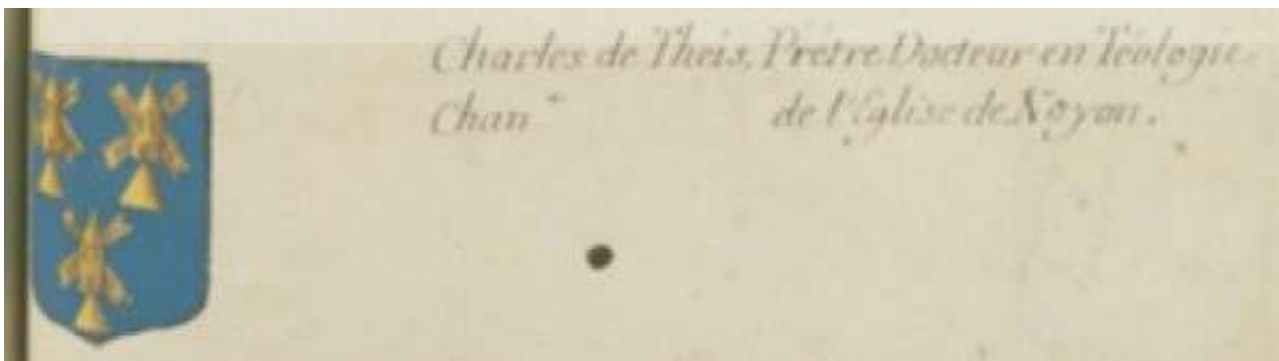 Charles de Theis, Prêtre Docteur en Téologie
Chan.ⁿᵉ de l'Eglise de Noyon.